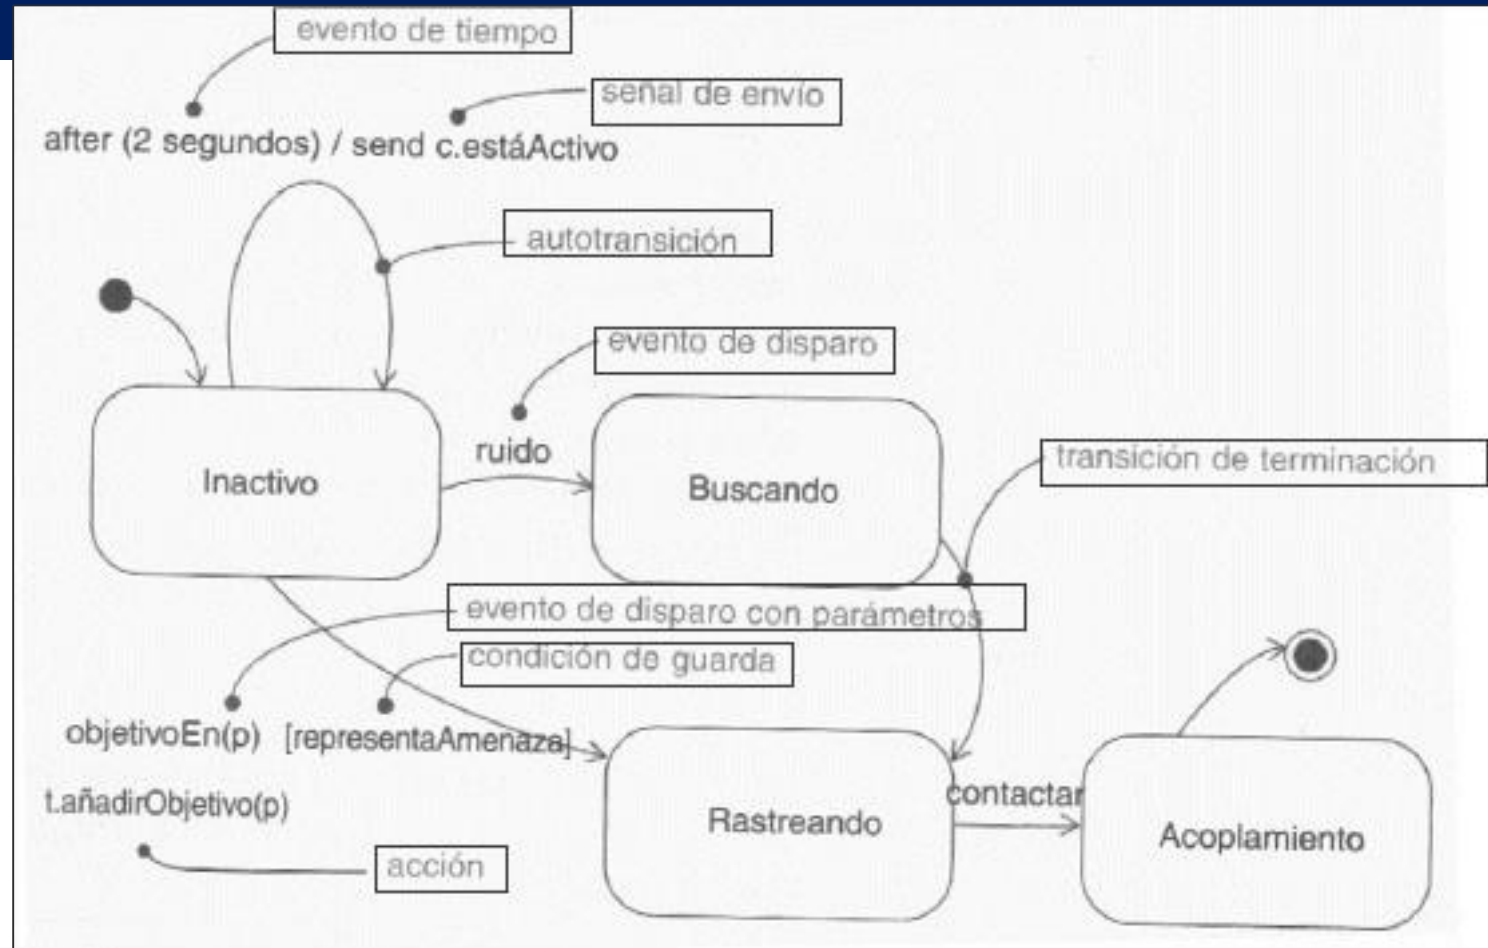 evento de tiempo
señal de envío
after (2 segundos) / send c.estáActivo
autotransición
evento de disparo
ruido
transición de terminación
Inactivo
Buscando
evento de disparo con parámetros
condición de guarda
objetivoEn(p) [representaAmenaza]
contactar
t.añadirObjetivo(p)
Rastreando
Acoplamiento
acción